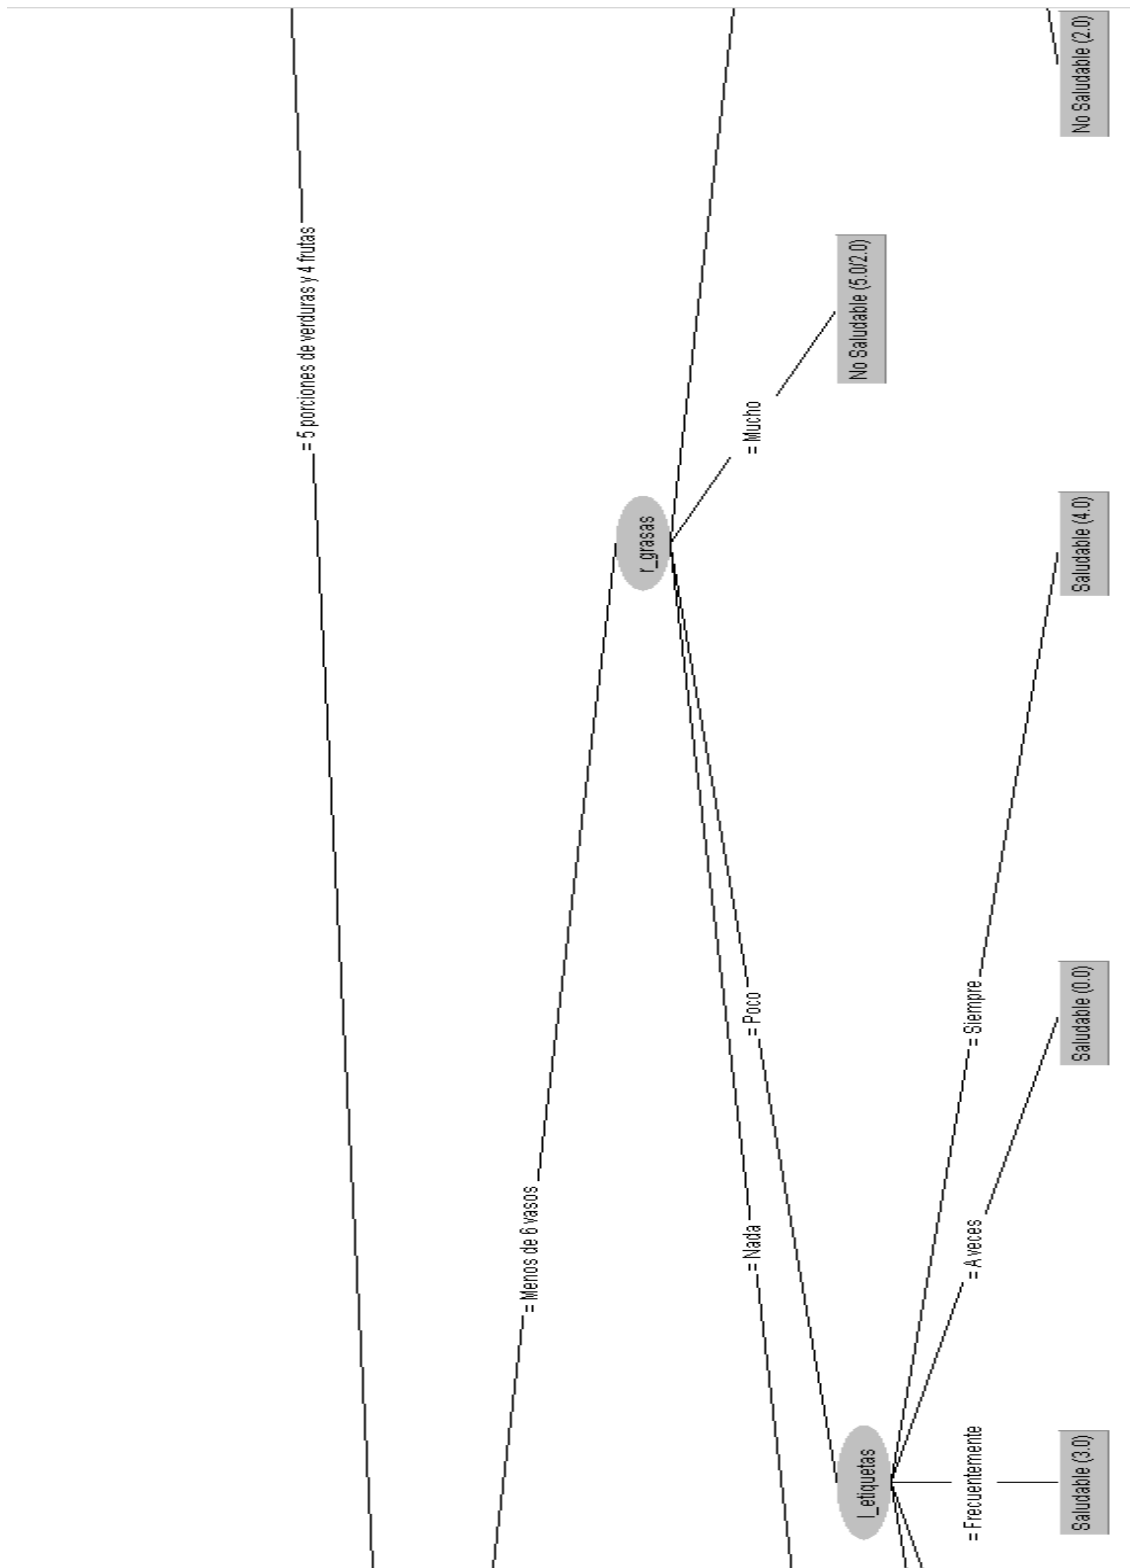 = 5 porciones de verduras y 4 frutas
= Menos de 6 vasos
r_grasas
= Nada
= Poco
= Mucho
l_etiquetas
No Saludable (5.0/2.0)
= Frecuentemente
= A veces
= Siempre
Saludable (3.0)
Saludable (0.0)
Saludable (4.0)
No Saludable (2.0)